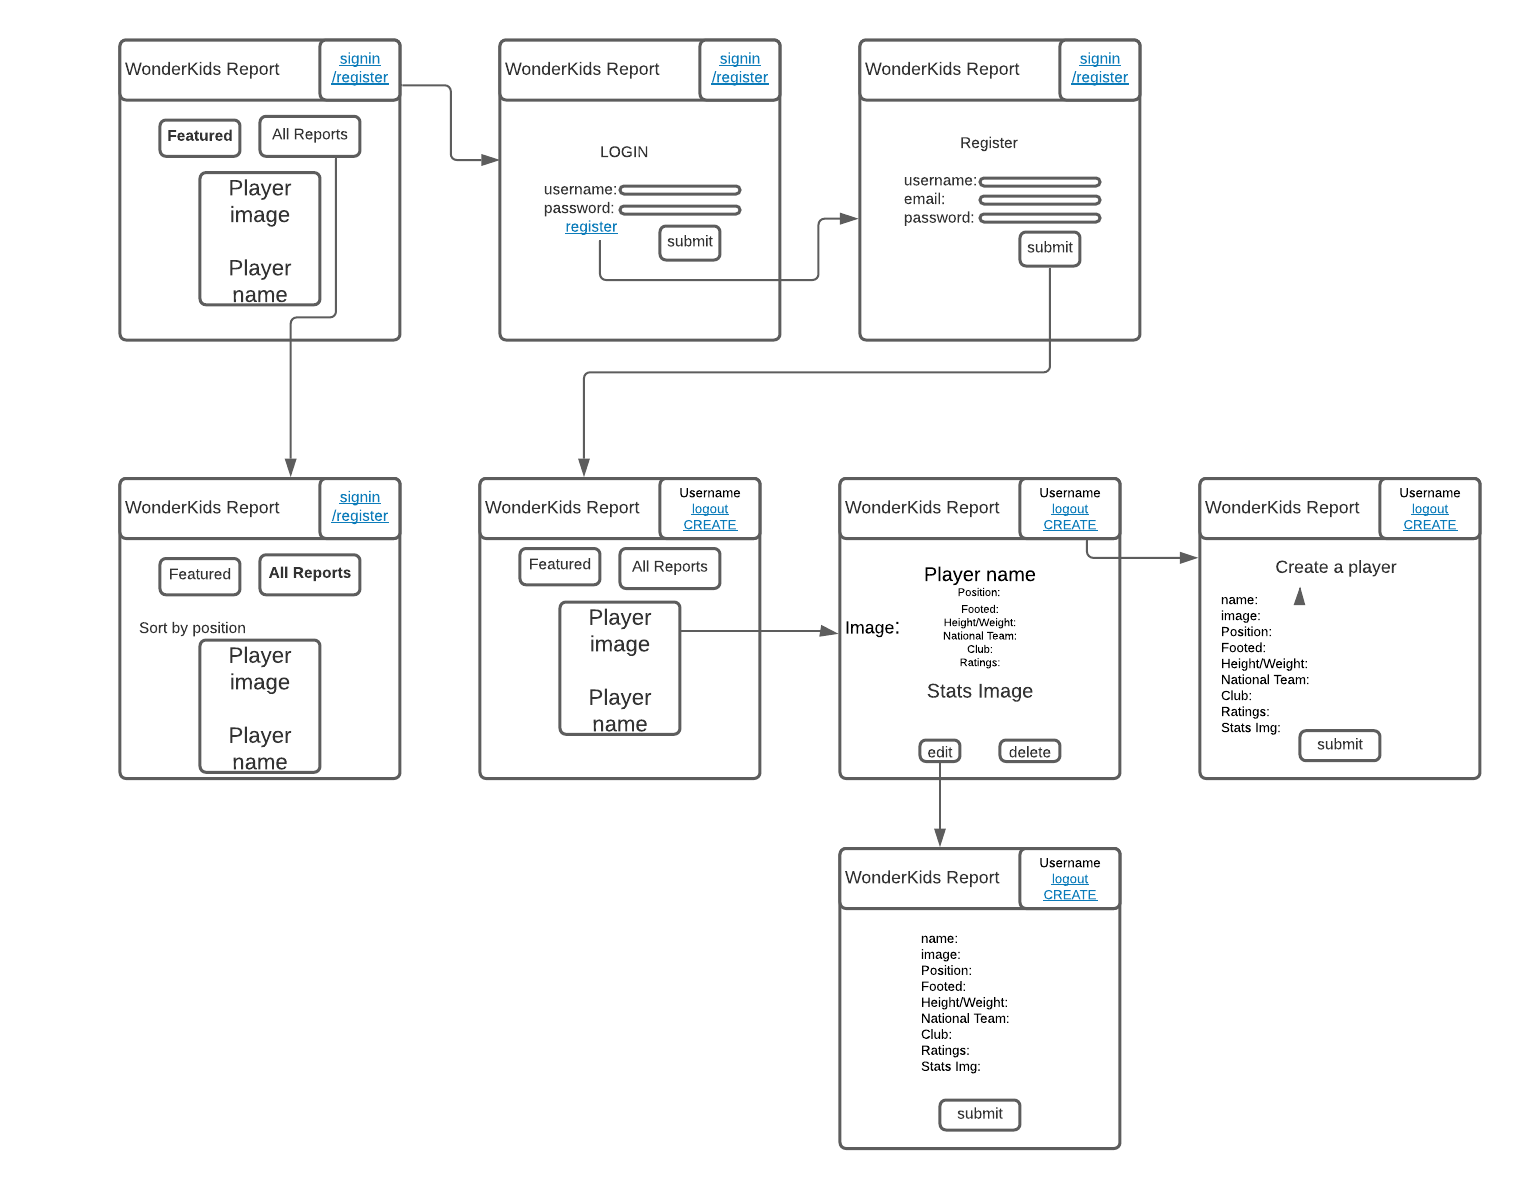 WonderKids Report
signin
/register
Featured
All Reports
Player
image
Player
name
WonderKids Report
signin
/register
LOGIN
username:
password:
register
submit
WonderKids Report
signin
/register
Register
username:
email:
password:
submit
WonderKids Report
signin
/register
Featured
All Reports
Sort by position
Player
image
Player
name
WonderKids Report
Username
logout
CREATE
Featured
All Reports
Player
image
Player
name
WonderKids Report
Username
logout
CREATE
Player name
Position:
Footed:
Image:
Height/Weight:
National Team:
Club:
Ratings:
Stats Image
edit
delete
WonderKids Report
Username
logout
CREATE
Create a player
name:
image:
Position:
Footed:
Height/Weight:
National Team:
Club:
Ratings:
Stats Img:
submit
WonderKids Report
Username
logout
CREATE
name:
image:
Position:
Footed:
Height/Weight:
National Team:
Club:
Ratings:
Stats Img:
submit